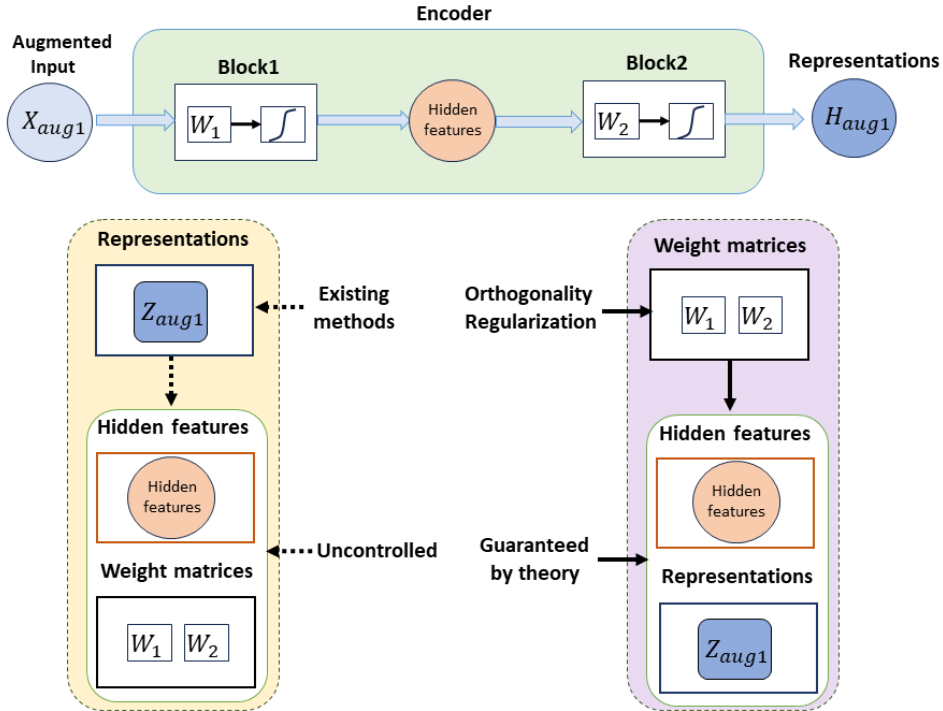 Encoder
Augmented
Input
Block1
Block2
Representations
X_aug1
W_1
Hidden
features
W_2
H_aug1
Representations
Z_aug1
Existing
methods
Hidden features
Hidden
features
Uncontrolled
Weight matrices
W_1 W_2
Weight matrices
Orthogonality
Regularization
W_1 W_2
Hidden features
Hidden
features
Guaranteed
by theory
Representations
Z_aug1